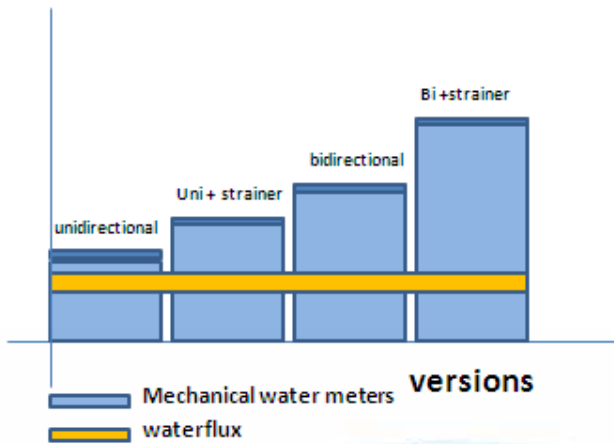 Bi +strainer
bidirectional
Uni + strainer
unidirectional
versions
Mechanical water meters
waterflux